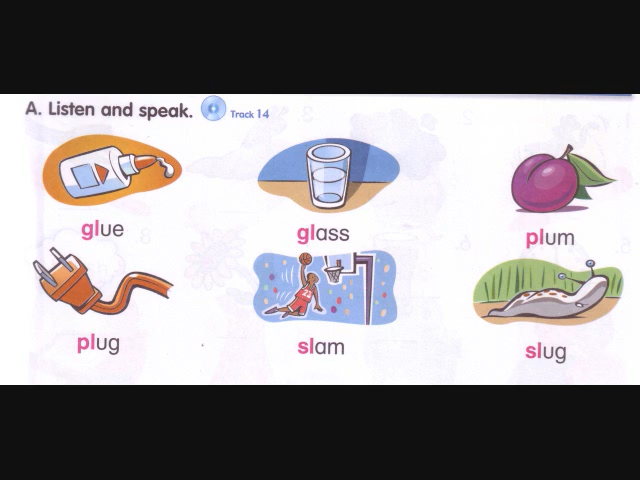 A. Listen and speak. Track 14
glue glass plum
plug slam slug